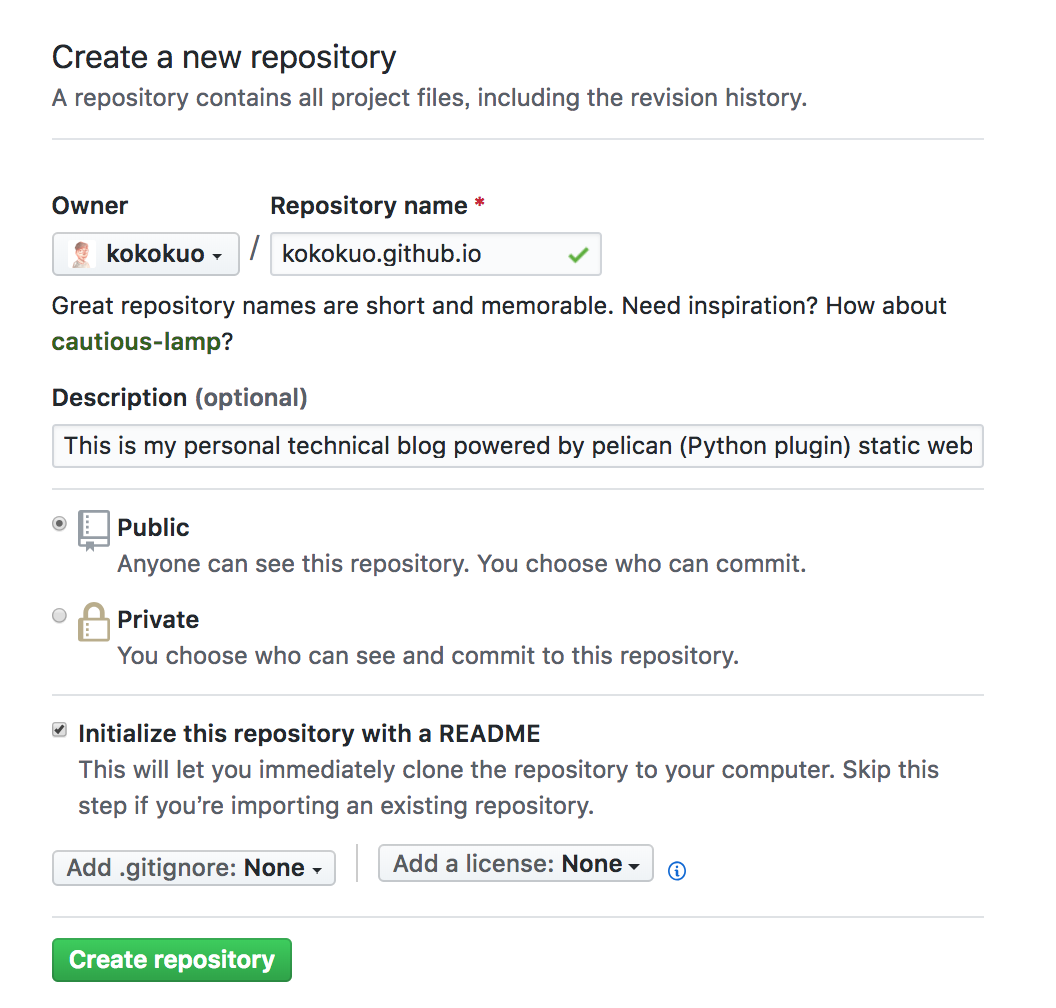 Create a new repository
A repository contains all project files, including the revision history.
Owner
Repository name *
kokokuo
/
kokokuo.github.io
Great repository names are short and memorable. Need inspiration? How about
cautious-lamp?
Description (optional)
This is my personal technical blog powered by pelican (Python plugin) static web
Public
Anyone can see this repository. You choose who can commit.
Private
You choose who can see and commit to this repository.
Initialize this repository with a README
This will let you immediately clone the repository to your computer. Skip this
step if you’re importing an existing repository.
Add .gitignore: None
Add a license: None
Create repository